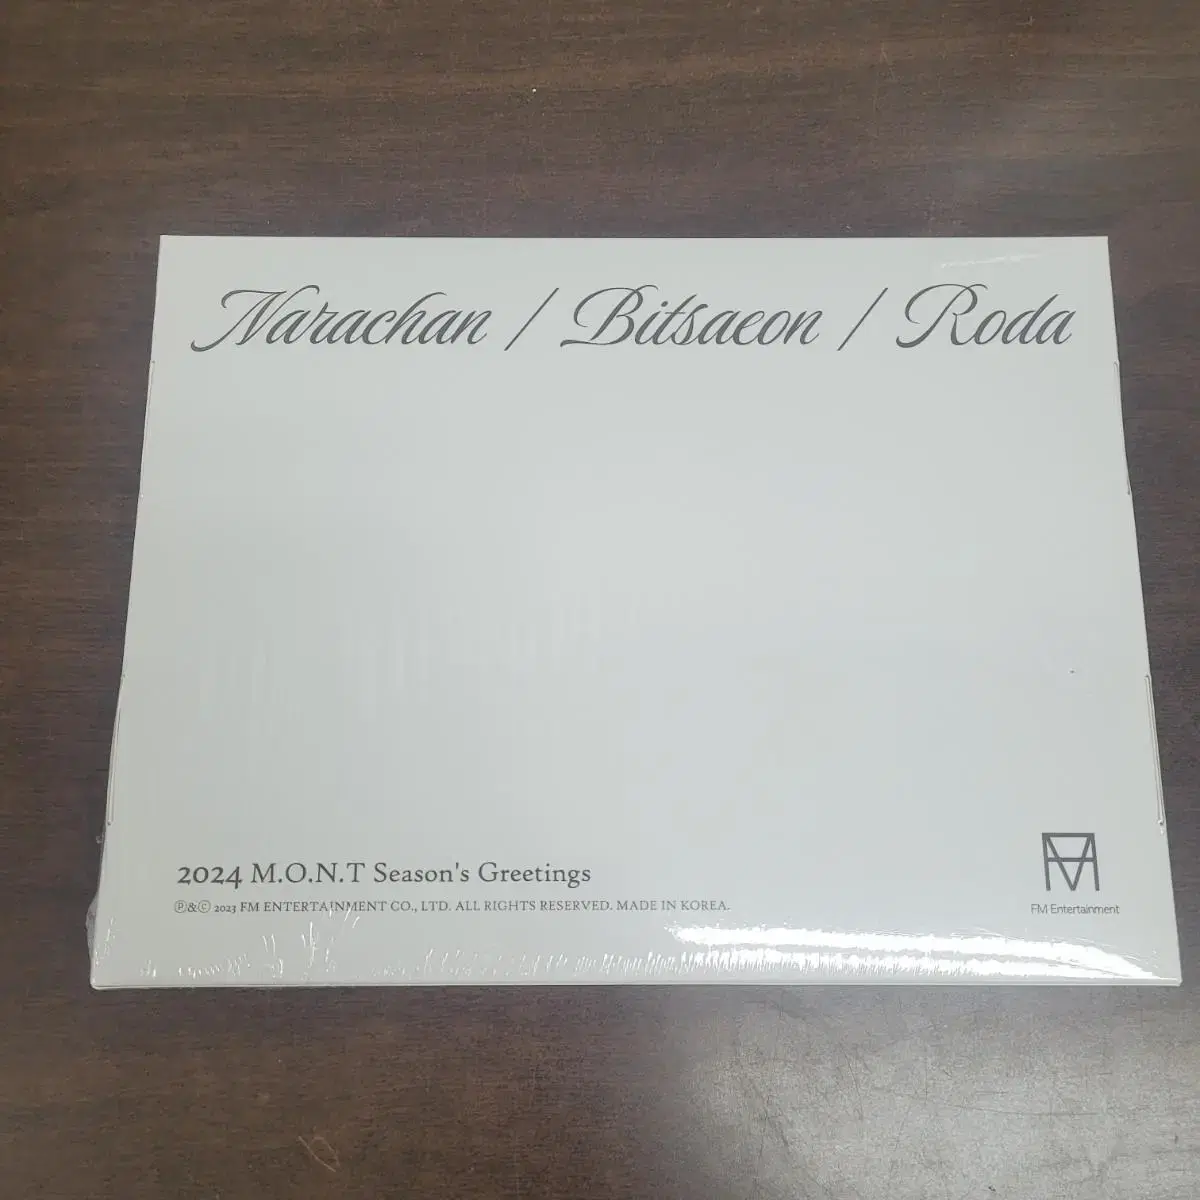 Narachan / Bitsaeon / Roda
2024 M.O.N.T Season's Greetings
℗&© 2023 FM ENTERTAINMENT CO., LTD. ALL RIGHTS RESERVED. MADE IN KOREA.
FM Entertainment